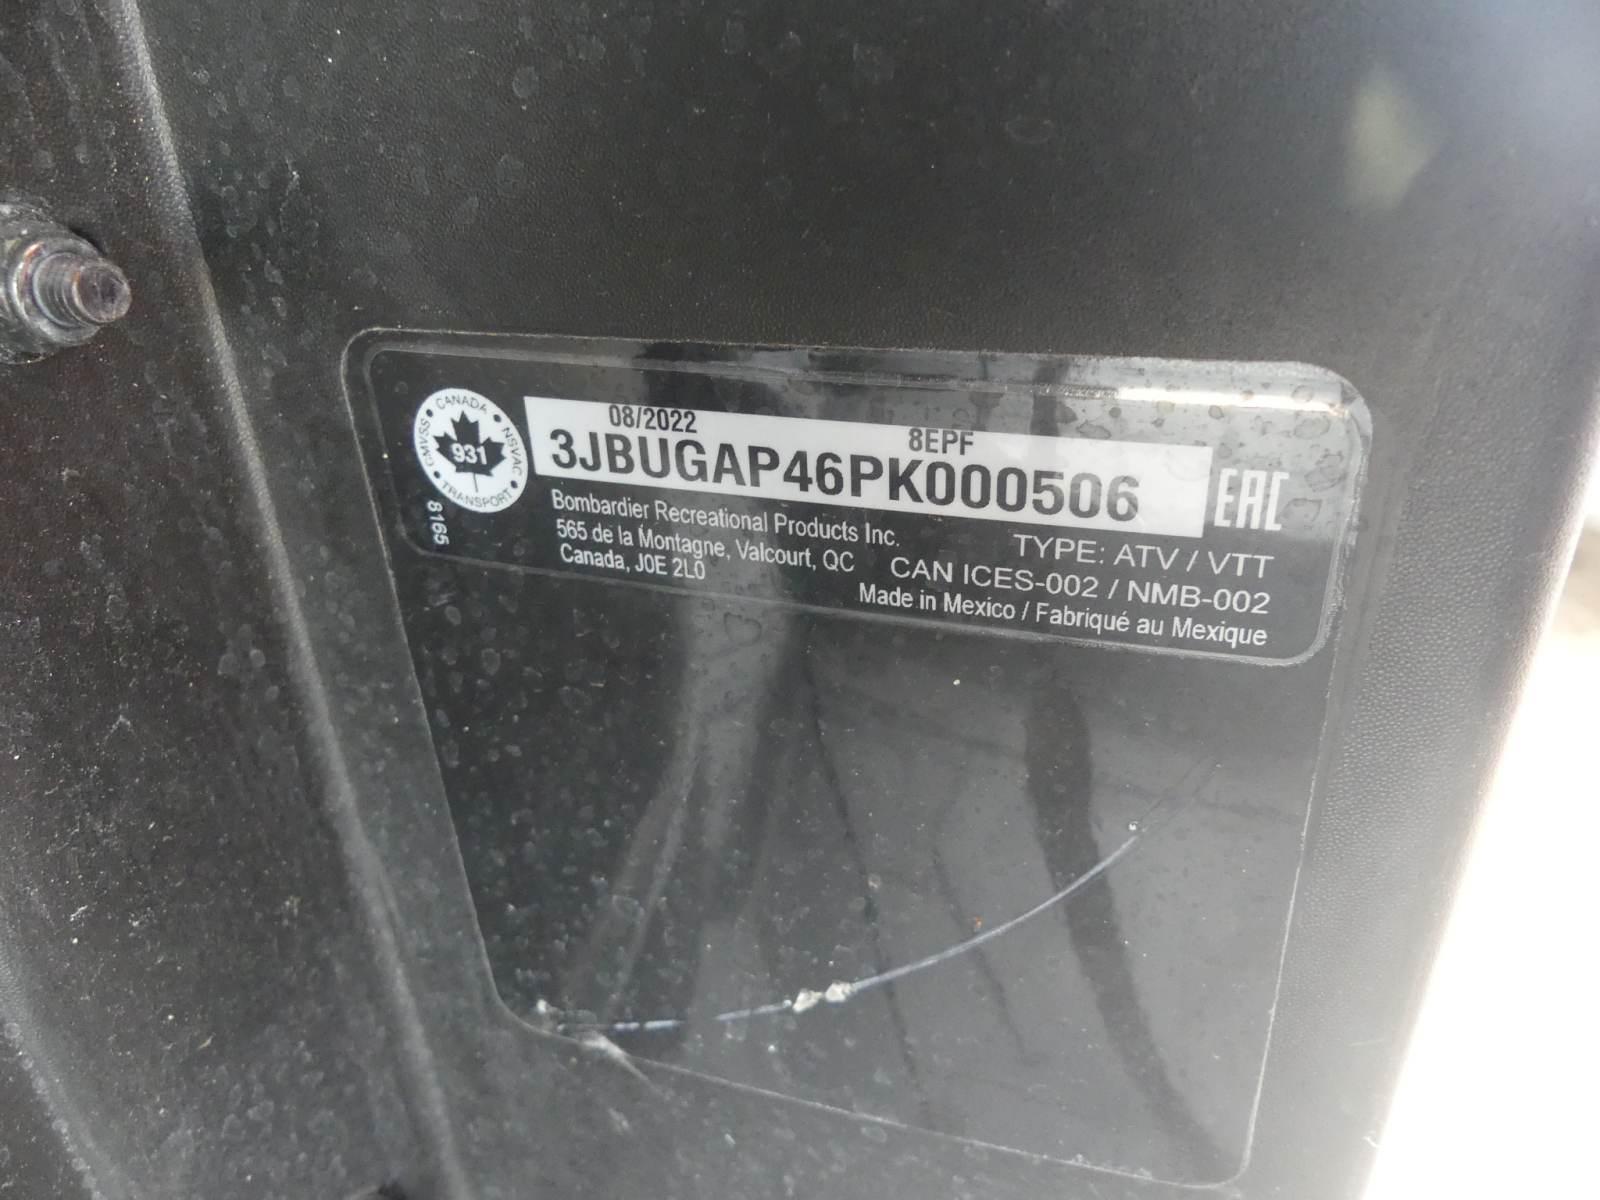 CANADA
CMVSS • NSVAC
931
TRANSPORT
8165
08/2022
8EPF
3JBUGAP46PK000506
EAC
Bombardier Recreational Products Inc.
565 de la Montagne, Valcourt, QC
Canada, J0E 2L0
TYPE: ATV / VTT
CAN ICES-002 / NMB-002
Made in Mexico / Fabriqué au Mexique